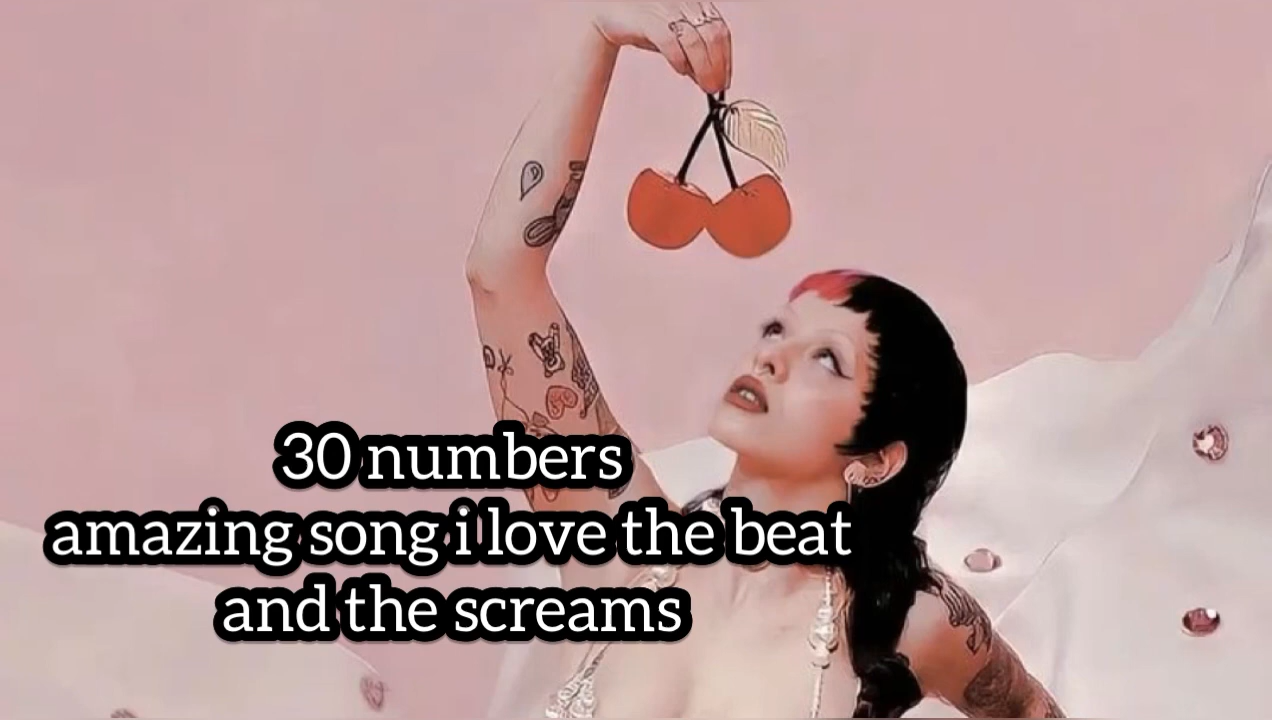 30 numbers
amazing song i love the beat
and the screams